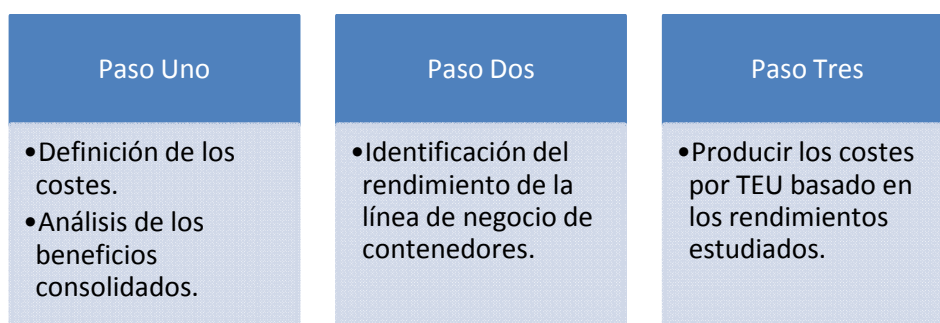 Paso Uno
•Definición de los
costes.
•Análisis de los
beneficios
consolidados.
Paso Dos
•Identificación del
rendimiento de la
línea de negocio de
contenedores.
Paso Tres
•Producir los costes
por TEU basado en
los rendimientos
estudiados.